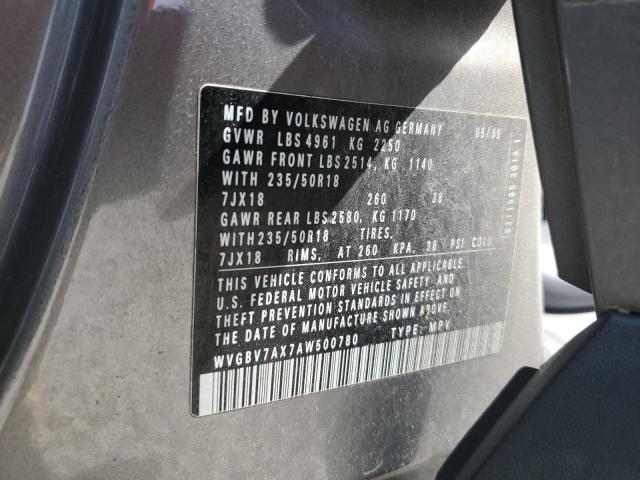 MFD BY VOLKSWAGEN AG GERMANY 05/09
GVWR LBS 4961 KG 2250
GAWR FRONT LBS 2514, KG 1140
WITH 235/50R18
7JX18 260 38
GAWR REAR LBS 2580, KG 1170
WITH 235/50R18 TIRES,
7JX18 RIMS, AT 260 KPA, 38 PSI COLD
THIS VEHICLE CONFORMS TO ALL APPLICABLE
U.S. FEDERAL MOTOR VEHICLE SAFETY AND
THEFT PREVENTION STANDARDS IN EFFECT ON
THE DATE OF MANUFACTURE SHOWN ABOVE.
WVGBV7AX7AW500780 TYPE: MPV